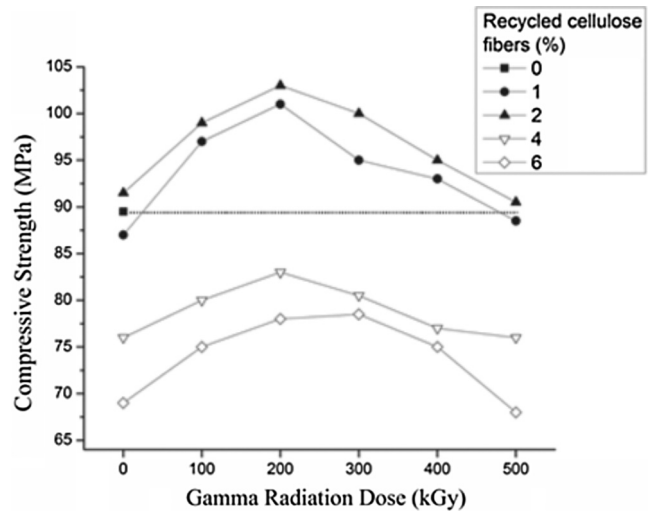 Recycled cellulose
fibers (%)
0
1
2
4
6
105
100
95
90
85
80
75
70
65
Compressive Strength (MPa)
0 100 200 300 400 500
Gamma Radiation Dose (kGy)